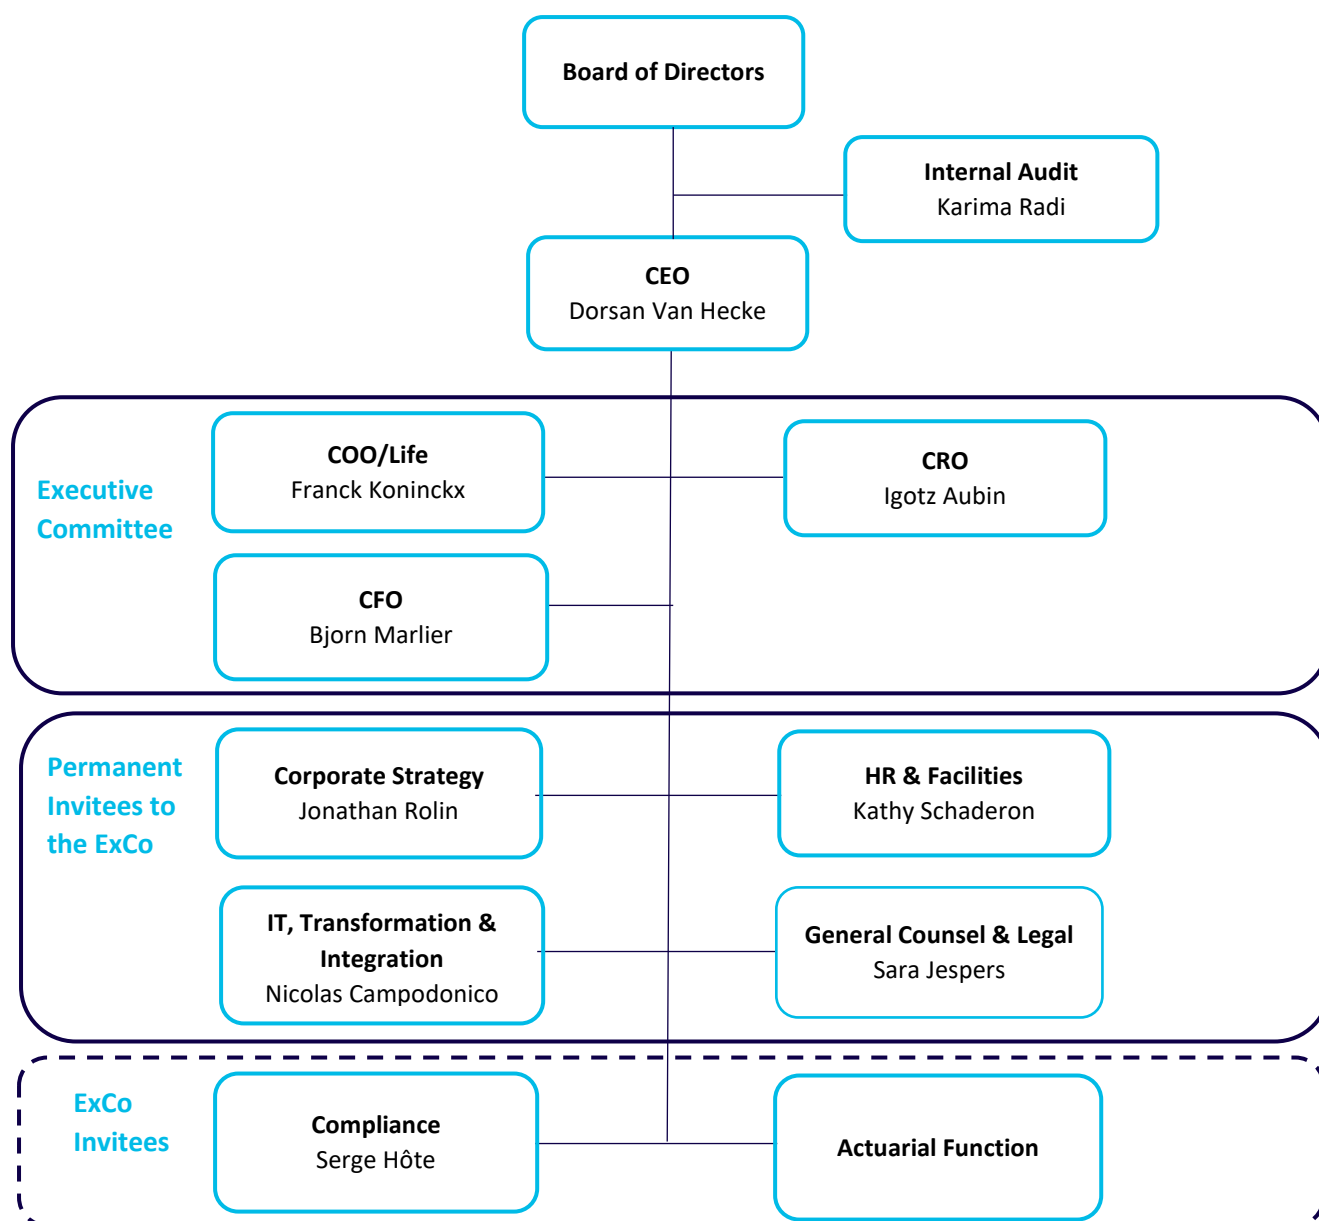 Board of Directors
Internal Audit
Karima Radi
CEO
Dorsan Van Hecke
Executive
Committee
COO/Life
Franck Koninckx
CRO
Igotz Aubin
CFO
Bjorn Marlier
Permanent
Invitees to
the ExCo
Corporate Strategy
Jonathan Rolin
HR & Facilities
Kathy Schaderon
IT, Transformation &
Integration
Nicolas Campodonico
General Counsel & Legal
Sara Jespers
ExCo
Invitees
Compliance
Serge Hôte
Actuarial Function